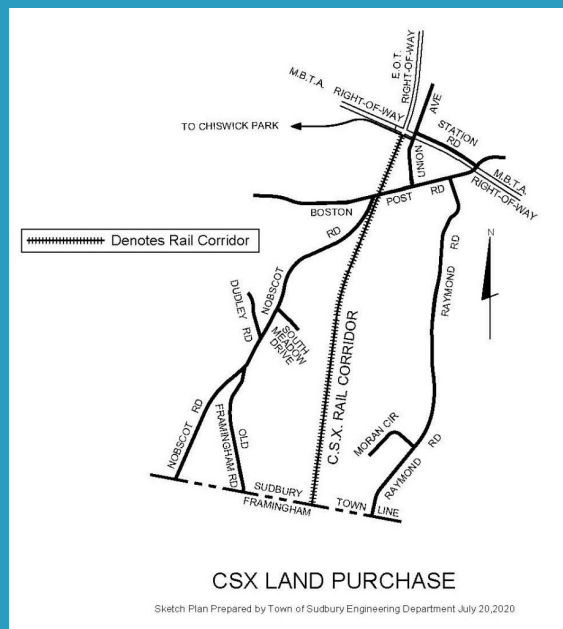 E.O.T.
RIGHT-OF-WAY
M.B.T.A.
RIGHT-OF-WAY
AVE
UNION
STATION
RD
TO CHISWICK PARK
M.B.T.A.
RIGHT-OF-WAY
BOSTON
POST
RD
Denotes Rail Corridor
NOBSCOT
RD
RAYMOND
RD
N
DUDLEY
RD
SOUTH
MEADOW
DRIVE
C.S.X. RAIL CORRIDOR
MORAN CIR
RAYMOND
RD
NOBSCOT
RD
OLD
FRAMINGHAM RD
SUDBURY
FRAMINGHAM
TOWN
LINE
CSX LAND PURCHASE
Sketch Plan Prepared by Town of Sudbury Engineering Department July 20,2020